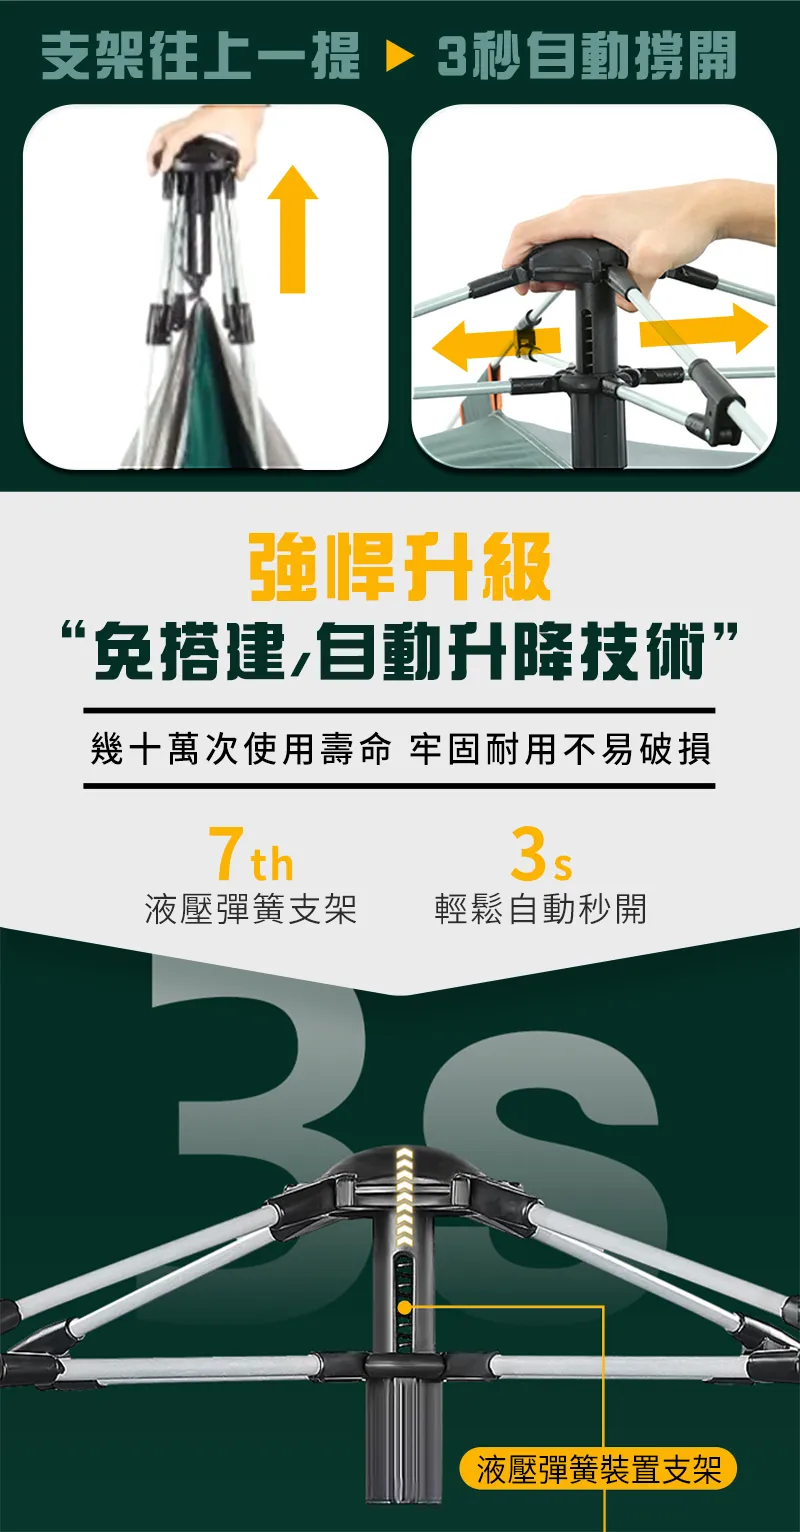 支架往上一提 ▶ 3秒自動撐開
強悍升級
“免搭建,自動升降技術”
幾十萬次使用壽命 牢固耐用不易破損
7th
液壓彈簧支架
3s
輕鬆自動秒開
3s
液壓彈簧裝置支架